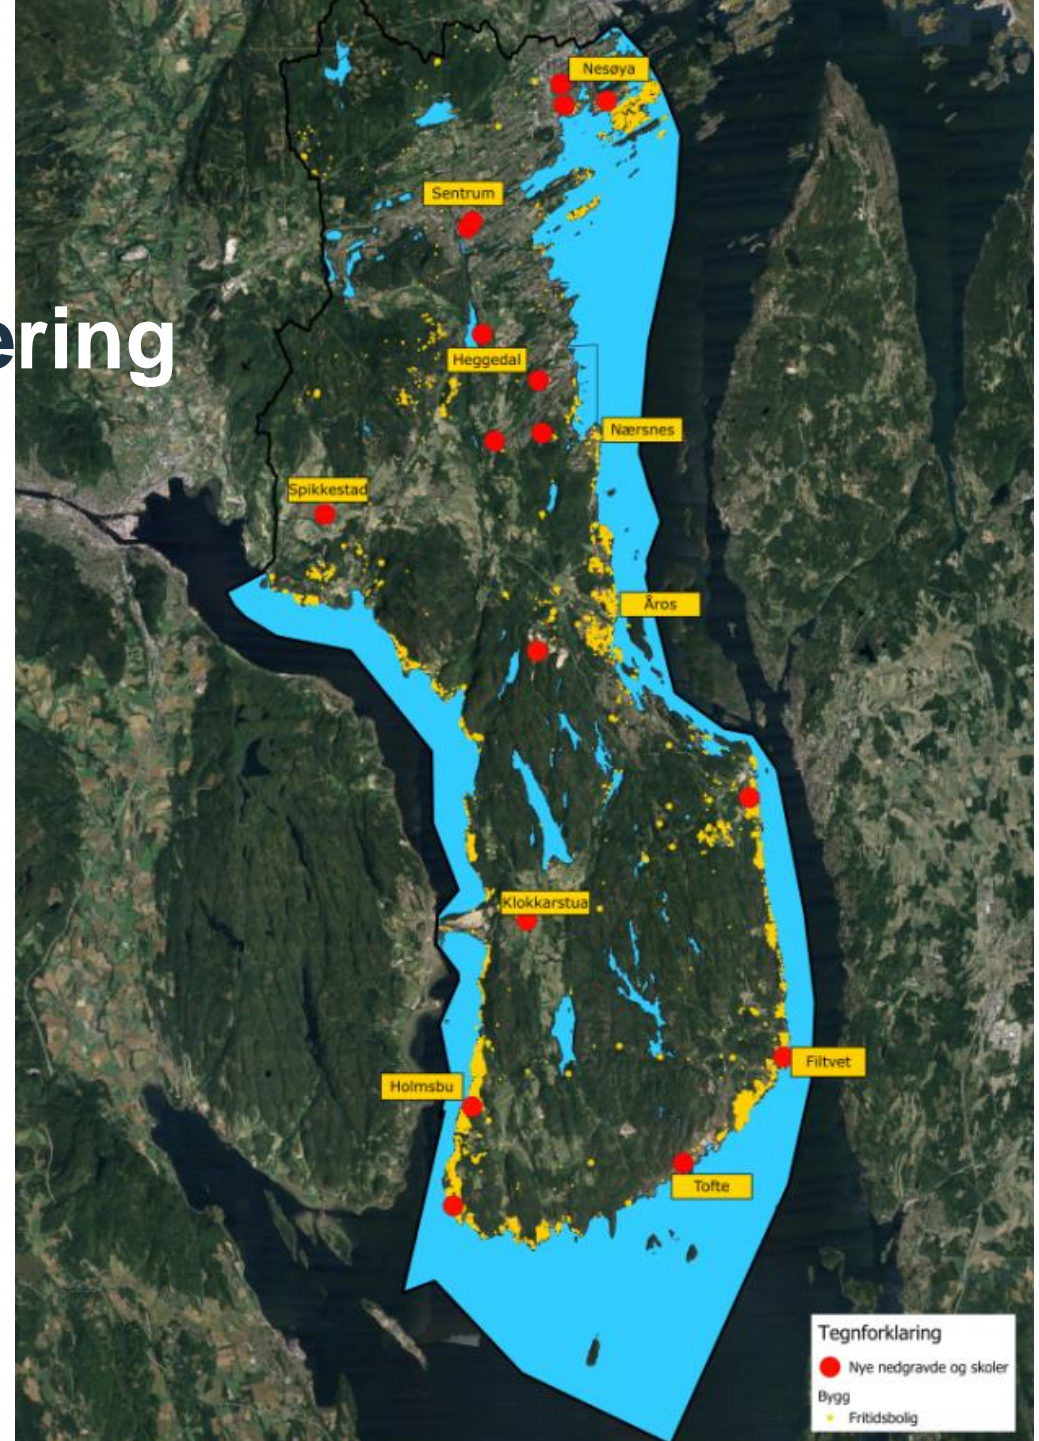 ering
Nesøya
Sentrum
Heggedal
Nærsnes
Spikkestad
Åros
Klokkarstua
Filtvet
Holmsbu
Tofte
Tegnforklaring
Nye nedgravde og skoler
Bygg
Fritidsbolig